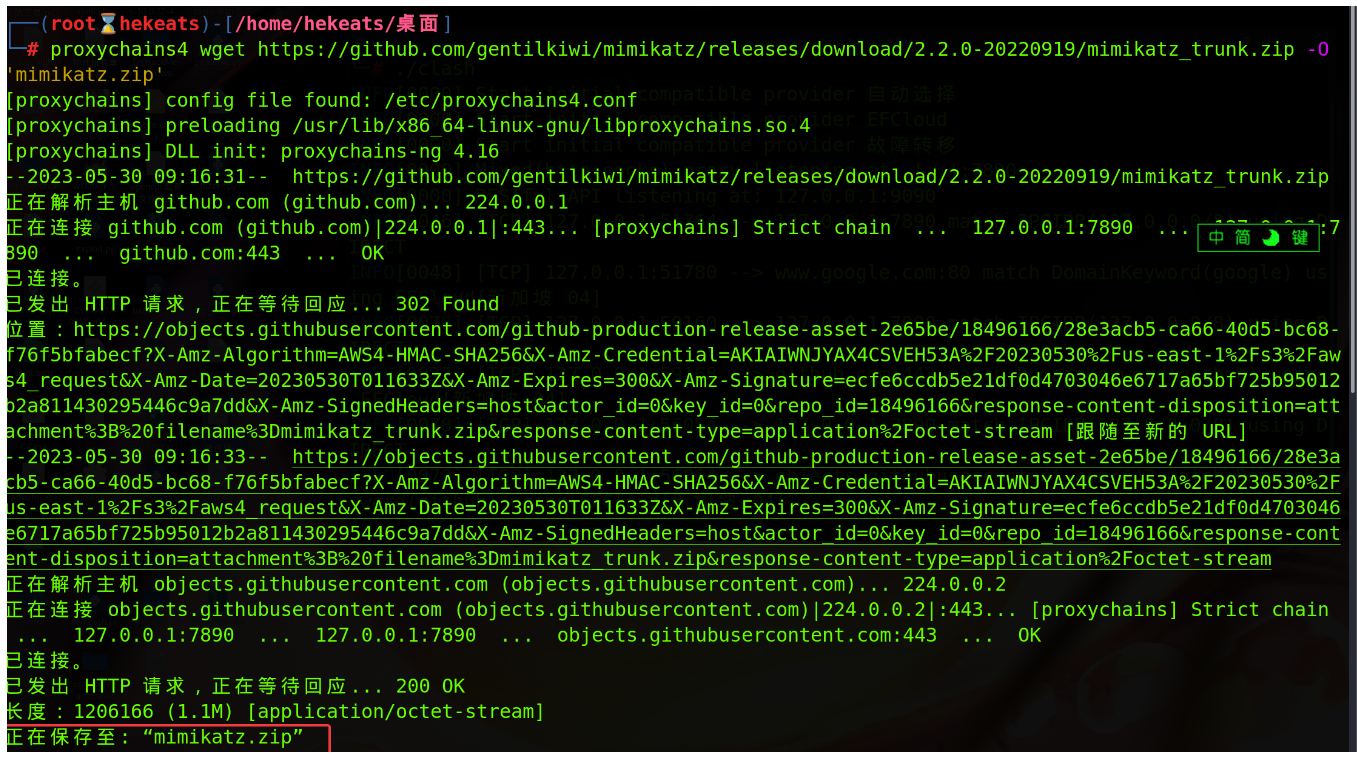 ┌──(root⌛hekeats)-[/home/hekeats/桌面]
└─# proxychains4 wget https://github.com/gentilkiwi/mimikatz/releases/download/2.2.0-20220919/mimikatz_trunk.zip -O
'mimikatz.zip'
[proxychains] config file found: /etc/proxychains4.conf
[proxychains] preloading /usr/lib/x86_64-linux-gnu/libproxychains.so.4
[proxychains] DLL init: proxychains-ng 4.16
--2023-05-30 09:16:31--  https://github.com/gentilkiwi/mimikatz/releases/download/2.2.0-20220919/mimikatz_trunk.zip
正在解析主机 github.com (github.com)... 224.0.0.1
正在连接 github.com (github.com)|224.0.0.1|:443... [proxychains] Strict chain  ...  127.0.0.1:7890  ...  127.0.0.1:7
890  ...  github.com:443  ...  OK
中 简 键
已连接。
已发出 HTTP 请求，正在等待回应... 302 Found
位置：https://objects.githubusercontent.com/github-production-release-asset-2e65be/18496166/28e3acb5-ca66-40d5-bc68-
f76f5bfabecf?X-Amz-Algorithm=AWS4-HMAC-SHA256&X-Amz-Credential=AKIAIWNJYAX4CSVEH53A%2F20230530%2Fus-east-1%2Fs3%2Faw
s4_request&X-Amz-Date=20230530T011633Z&X-Amz-Expires=300&X-Amz-Signature=ecfe6ccdb5e21df0d4703046e6717a65bf725b95012
b2a811430295446c9a7dd&X-Amz-SignedHeaders=host&actor_id=0&key_id=0&repo_id=18496166&response-content-disposition=att
achment%3B%20filename%3Dmimikatz_trunk.zip&response-content-type=application%2Foctet-stream [跟随至新的 URL]
--2023-05-30 09:16:33--  https://objects.githubusercontent.com/github-production-release-asset-2e65be/18496166/28e3a
cb5-ca66-40d5-bc68-f76f5bfabecf?X-Amz-Algorithm=AWS4-HMAC-SHA256&X-Amz-Credential=AKIAIWNJYAX4CSVEH53A%2F20230530%2F
us-east-1%2Fs3%2Faws4_request&X-Amz-Date=20230530T011633Z&X-Amz-Expires=300&X-Amz-Signature=ecfe6ccdb5e21df0d4703046
e6717a65bf725b95012b2a811430295446c9a7dd&X-Amz-SignedHeaders=host&actor_id=0&key_id=0&repo_id=18496166&response-cont
ent-disposition=attachment%3B%20filename%3Dmimikatz_trunk.zip&response-content-type=application%2Foctet-stream
正在解析主机 objects.githubusercontent.com (objects.githubusercontent.com)... 224.0.0.2
正在连接 objects.githubusercontent.com (objects.githubusercontent.com)|224.0.0.2|:443... [proxychains] Strict chain
 ...  127.0.0.1:7890  ...  127.0.0.1:7890  ...  objects.githubusercontent.com:443  ...  OK
已连接。
已发出 HTTP 请求，正在等待回应... 200 OK
长度：1206166 (1.1M) [application/octet-stream]
正在保存至: “mimikatz.zip”